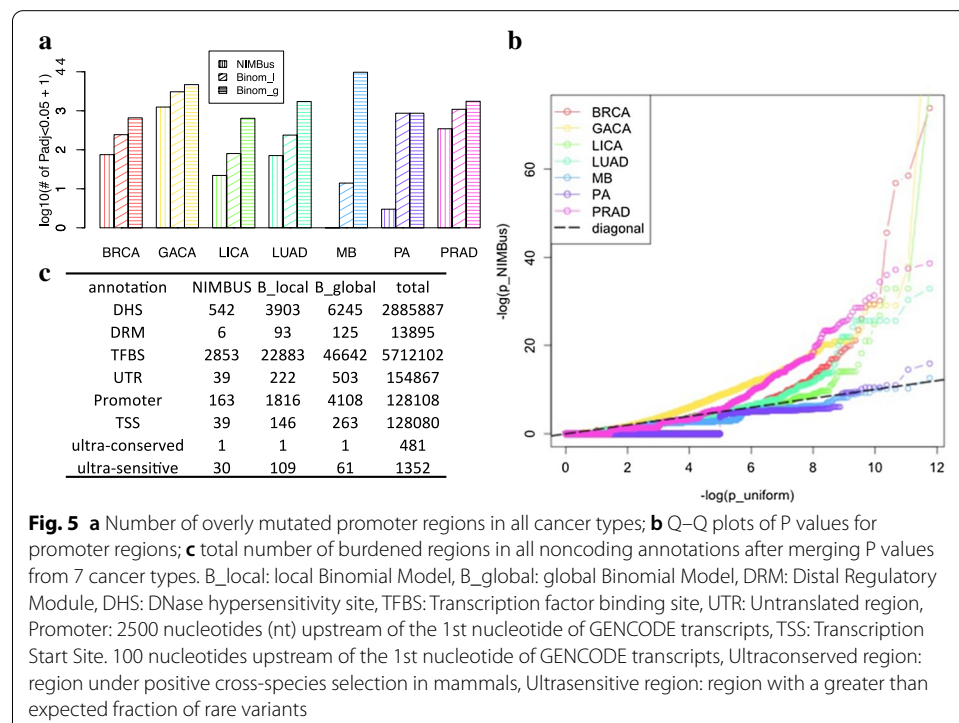 a
log10(# of Padj<0.05 + 1)
0 1 2 3 4 4
NIMBus
Binom_l
Binom_g
BRCA GACA LICA LUAD MB PA PRAD
b
-log(p_NIMBus)
0 20 40 60
BRCA
GACA
LICA
LUAD
MB
PA
PRAD
diagonal
0 2 4 6 8 10 12
-log(p_uniform)
c
annotation NIMBUS B_local B_global total
DHS 542 3903 6245 2885887
DRM 6 93 125 13895
TFBS 2853 22883 46642 5712102
UTR 39 222 503 154867
Promoter 163 1816 4108 128108
TSS 39 146 263 128080
ultra-conserved 1 1 1 481
ultra-sensitive 30 109 61 1352
Fig. 5 a Number of overly mutated promoter regions in all cancer types; b Q–Q plots of P values for
promoter regions; c total number of burdened regions in all noncoding annotations after merging P values
from 7 cancer types. B_local: local Binomial Model, B_global: global Binomial Model, DRM: Distal Regulatory
Module, DHS: DNase hypersensitivity site, TFBS: Transcription factor binding site, UTR: Untranslated region,
Promoter: 2500 nucleotides (nt) upstream of the 1st nucleotide of GENCODE transcripts, TSS: Transcription
Start Site. 100 nucleotides upstream of the 1st nucleotide of GENCODE transcripts, Ultraconserved region:
region under positive cross-species selection in mammals, Ultrasensitive region: region with a greater than
expected fraction of rare variants